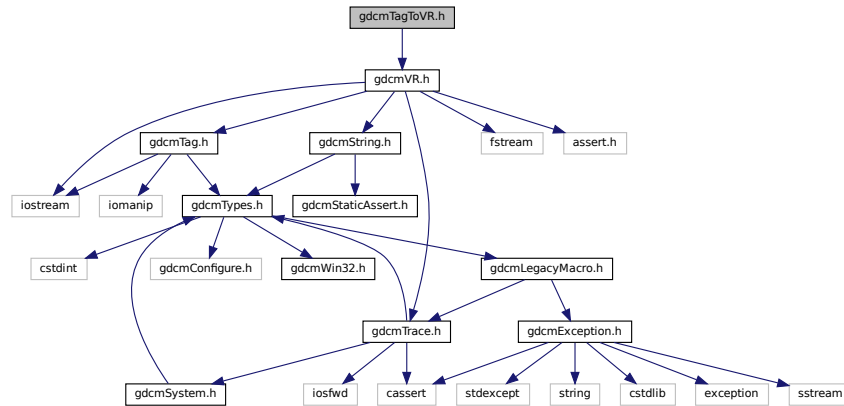 gdcmTagToVR.h
gdcmVR.h
gdcmTag.h
gdcmString.h
fstream
assert.h
iostream
iomanip
gdcmTypes.h
gdcmStaticAssert.h
cstdint
gdcmConfigure.h
gdcmWin32.h
gdcmLegacyMacro.h
gdcmTrace.h
gdcmException.h
gdcmSystem.h
iosfwd
cassert
stdexcept
string
cstdlib
exception
sstream